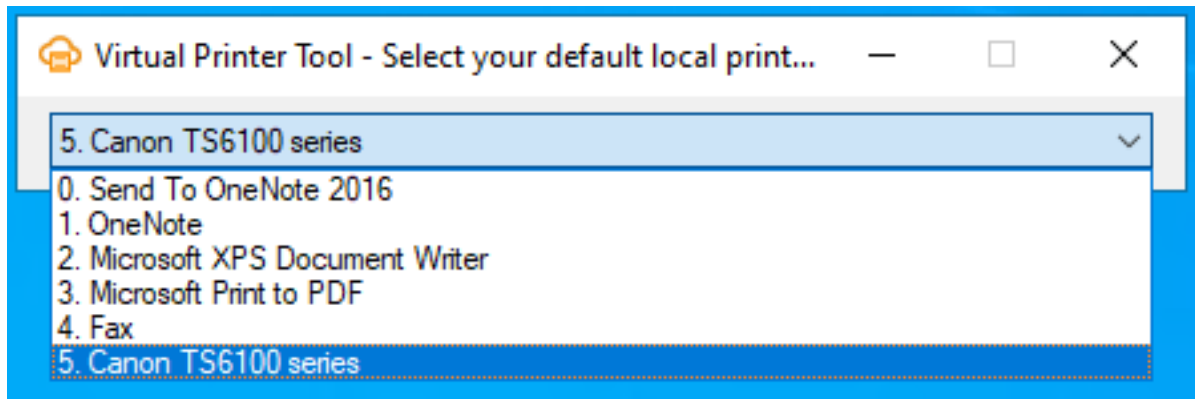 Virtual Printer Tool - Select your default local print...
5. Canon TS6100 series
0. Send To OneNote 2016
1. OneNote
2. Microsoft XPS Document Writer
3. Microsoft Print to PDF
4. Fax
5. Canon TS6100 series